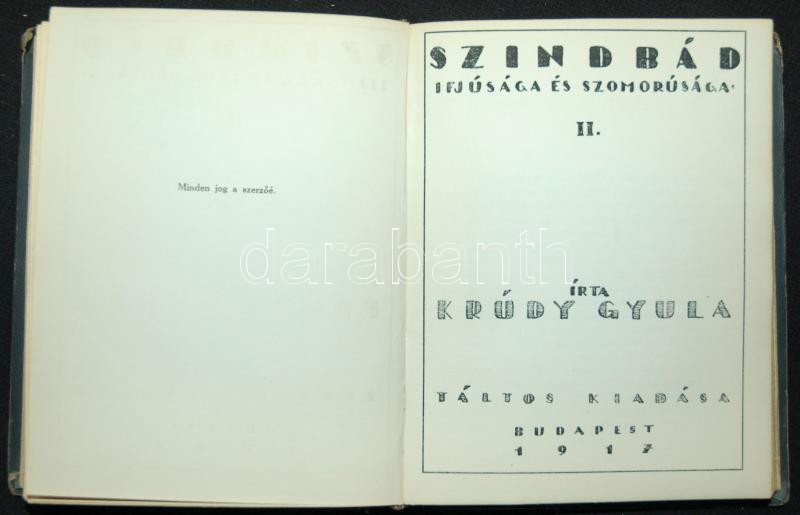 Minden jog a szerzőé.
SZINDBÁD
IFJÚSÁGA ÉS SZOMORÚSÁGA·
II.
ÍRTA
KRÚDY GYULA
TÁLTOS KIADÁSA
BUDAPEST
1917
darabanth